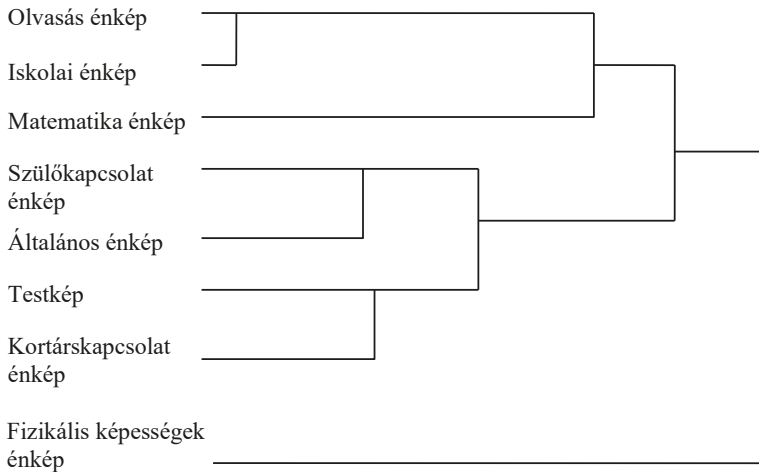 Olvasás énkép
Iskolai énkép
Matematika énkép
Szülőkapcsolat
énkép
Általános énkép
Testkép
Kortárskapcsolat
énkép
Fizikális képességek
énkép